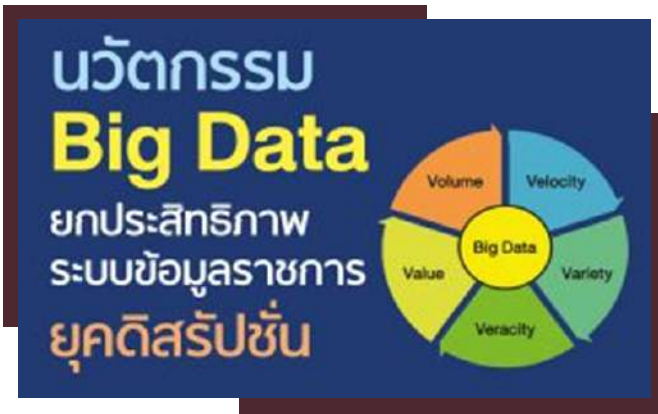 นวัตกรรม
Big Data
ยกประสิทธิภาพ
ระบบข้อมูลราชการ
ยุคดิสรัปชั่น
Volume
Velocity
Big Data
Value
Variety
Veracity